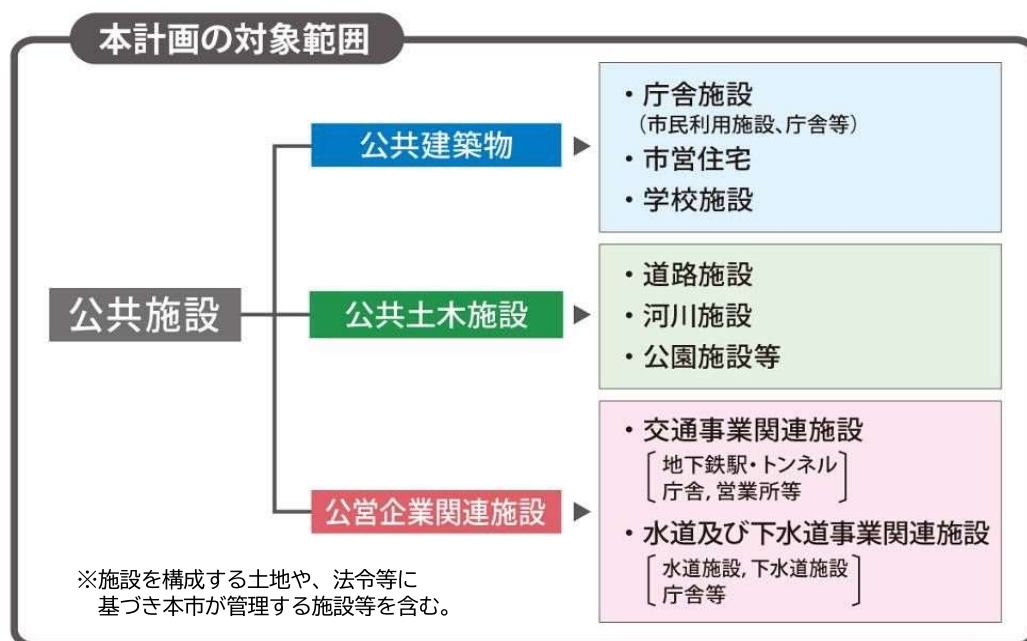 本計画の対象範囲
公共施設
公共建築物
・庁舎施設
（市民利用施設、庁舎等）
・市営住宅
・学校施設
公共土木施設
・道路施設
・河川施設
・公園施設等
公営企業関連施設
・交通事業関連施設
地下鉄駅・トンネル
庁舎, 営業所等
・水道及び下水道事業関連施設
水道施設, 下水道施設
庁舎等
※施設を構成する土地や、法令等に
基づき本市が管理する施設等を含む。